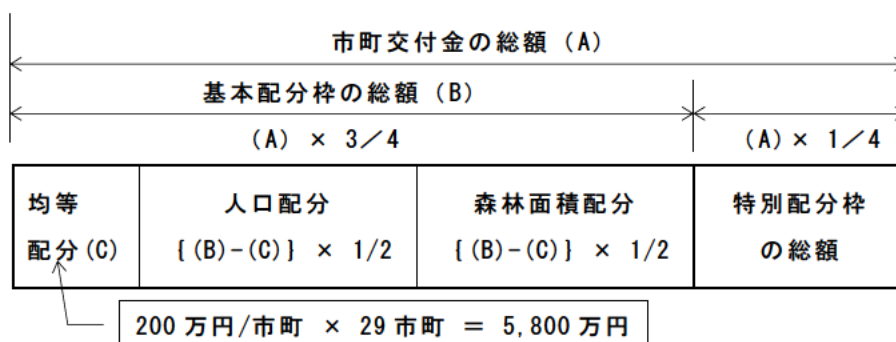 市町交付金の総額(A)
基本配分枠の総額(B)
(A) × 3/4
(A)× 1/4
均等
配分(C)
人口配分
{(B)-(C)} × 1/2
森林面積配分
{(B)-(C)} × 1/2
特別配分枠
の総額
200万円/市町 × 29市町 = 5,800万円